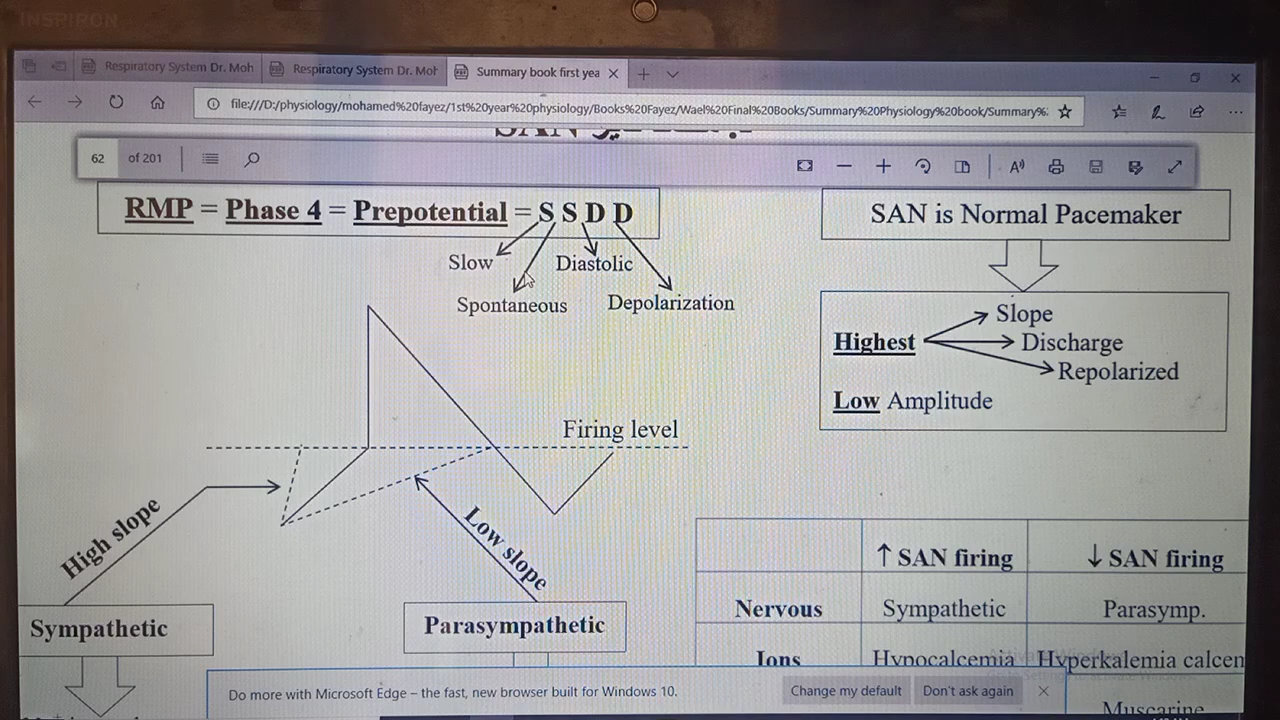 INSPIRON
Respiratory System Dr. Moh
Respiratory System Dr. Moh
Summary book first yea
file:///D:/physiology/mohamed%20fayez/1st%20year%20physiology/Books%20Fayez/Wael%20Final%20Books/Summary%20Physiology%20book/Summary%
62 of 201
RMP = Phase 4 = Prepotential = S S D D
Slow
Diastolic
Spontaneous
Depolarization
SAN is Normal Pacemaker
Highest
Slope
Discharge
Repolarized
Low Amplitude
Firing level
High slope
Low slope
Sympathetic
Parasympathetic
↑ SAN firing ↓ SAN firing
Nervous Sympathetic Parasymp.
Ions Hypocalcemia Hyperkalemia calcem
Muscarine
Do more with Microsoft Edge – the fast, new browser built for Windows 10.
Change my default
Don't ask again